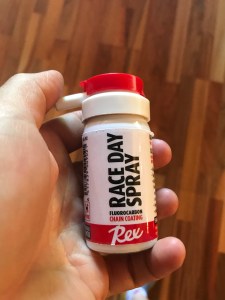 RACE DAY
SPRAY
FLUOROCARBON
CHAIN COATING
Rex